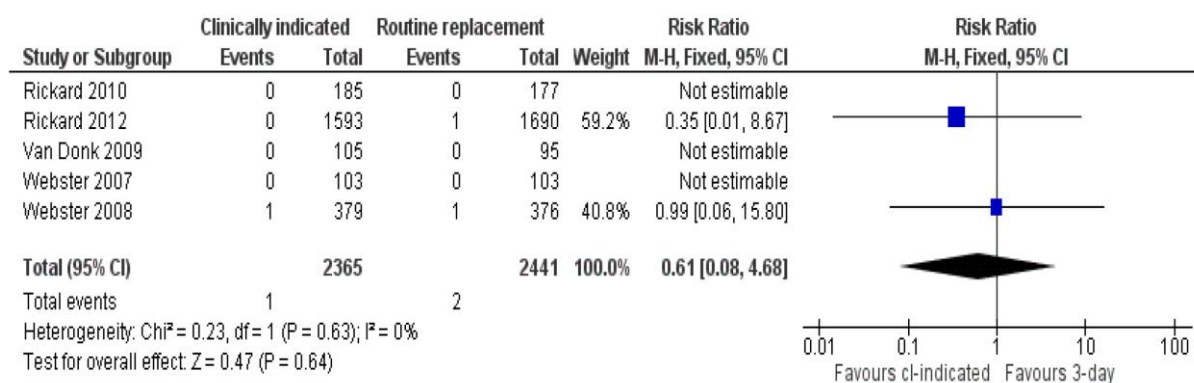 Clinically indicated Routine replacement Risk Ratio Risk Ratio
Study or Subgroup Events Total Events Total Weight M-H, Fixed, 95% CI M-H, Fixed, 95% CI
Rickard 2010 0 185 0 177 Not estimable
Rickard 2012 0 1593 1 1690 59.2% 0.35 [0.01, 8.67]
Van Donk 2009 0 105 0 95 Not estimable
Webster 2007 0 103 0 103 Not estimable
Webster 2008 1 379 1 376 40.8% 0.99 [0.06, 15.80]
Total (95% CI) 2365 2441 100.0% 0.61 [0.08, 4.68]
Total events 1 2
Heterogeneity: Chi² = 0.23, df = 1 (P = 0.63); I² = 0%
Test for overall effect: Z = 0.47 (P = 0.64)
0.01 0.1 1 10 100
Favours cl-indicated Favours 3-day